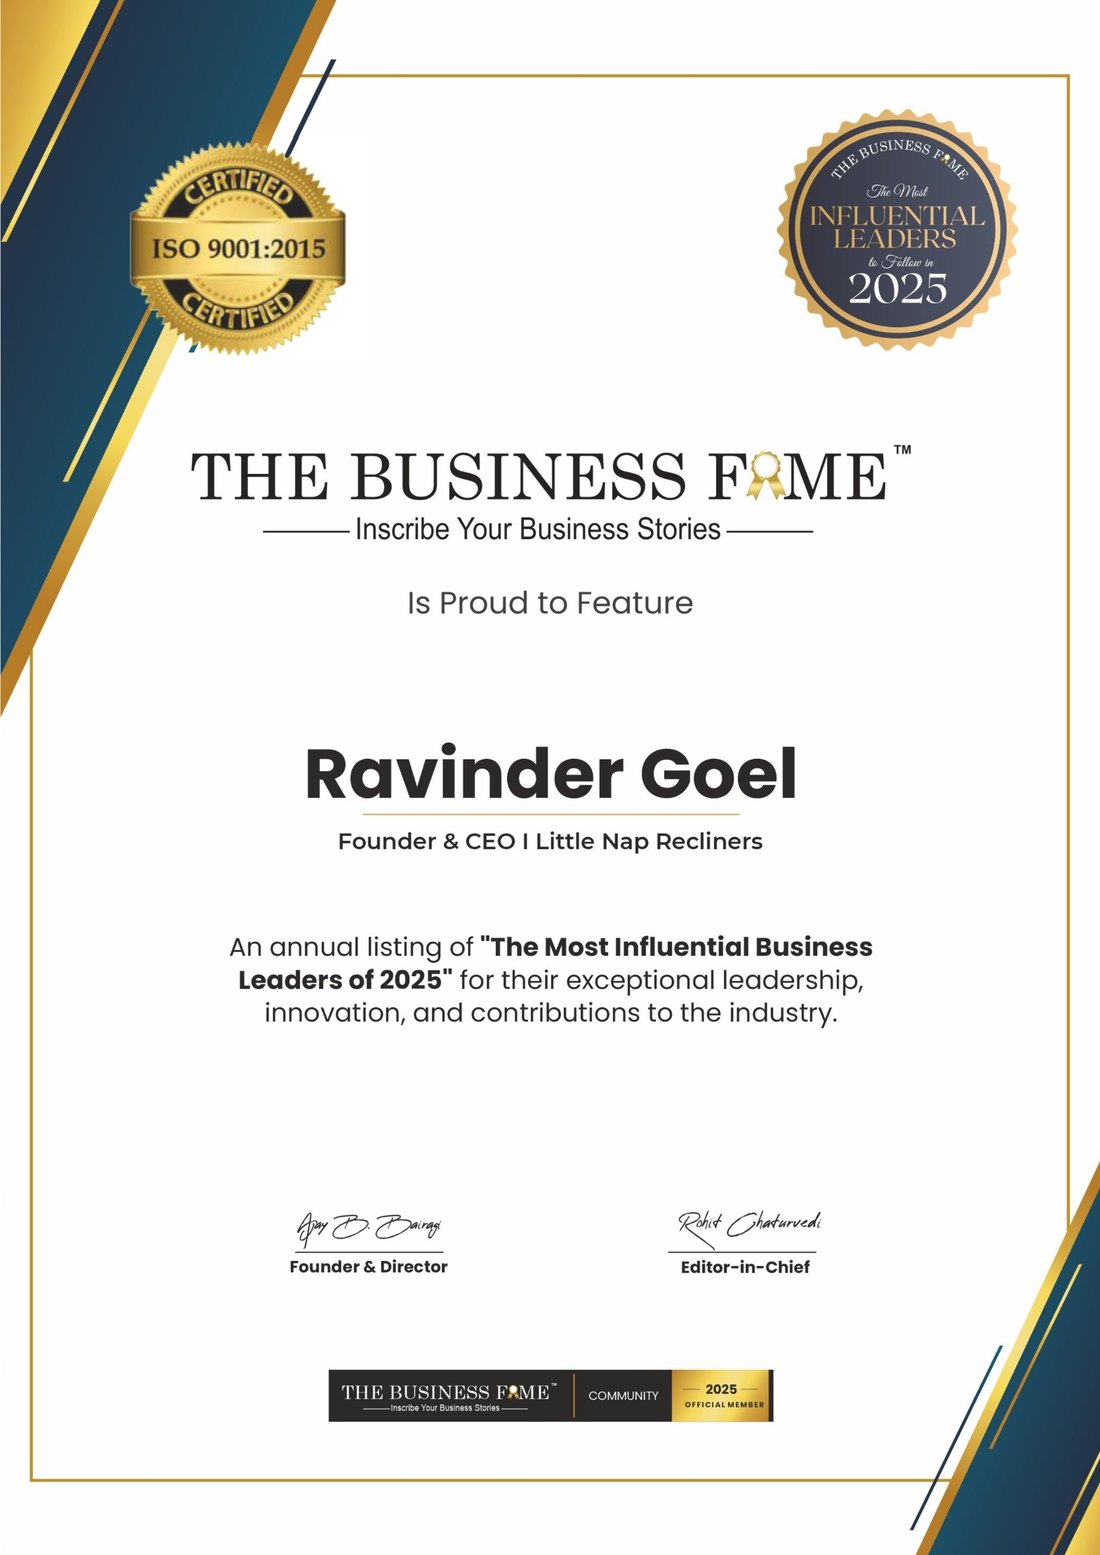 CERTIFIED
ISO 9001:2015
CERTIFIED
THE BUSINESS FAME
The Most
INFLUENTIAL
LEADERS
to Follow in
2025
THE BUSINESS FAME™
Inscribe Your Business Stories
Is Proud to Feature
Ravinder Goel
Founder & CEO I Little Nap Recliners
An annual listing of "The Most Influential Business
Leaders of 2025" for their exceptional leadership,
innovation, and contributions to the industry.
Ajay B. Bairagi
Founder & Director
Rohit Chaturvedi
Editor-in-Chief
THE BUSINESS FAME™
Inscribe Your Business Stories
COMMUNITY
2025
OFFICIAL MEMBER